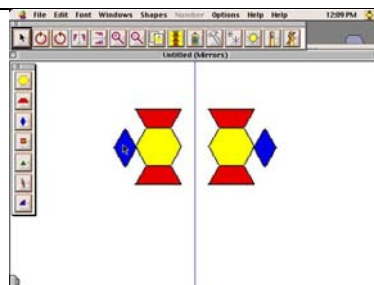 File Edit Font Windows Shapes Number Options Help Help 12:09 PM
Untitled (Mirrors)